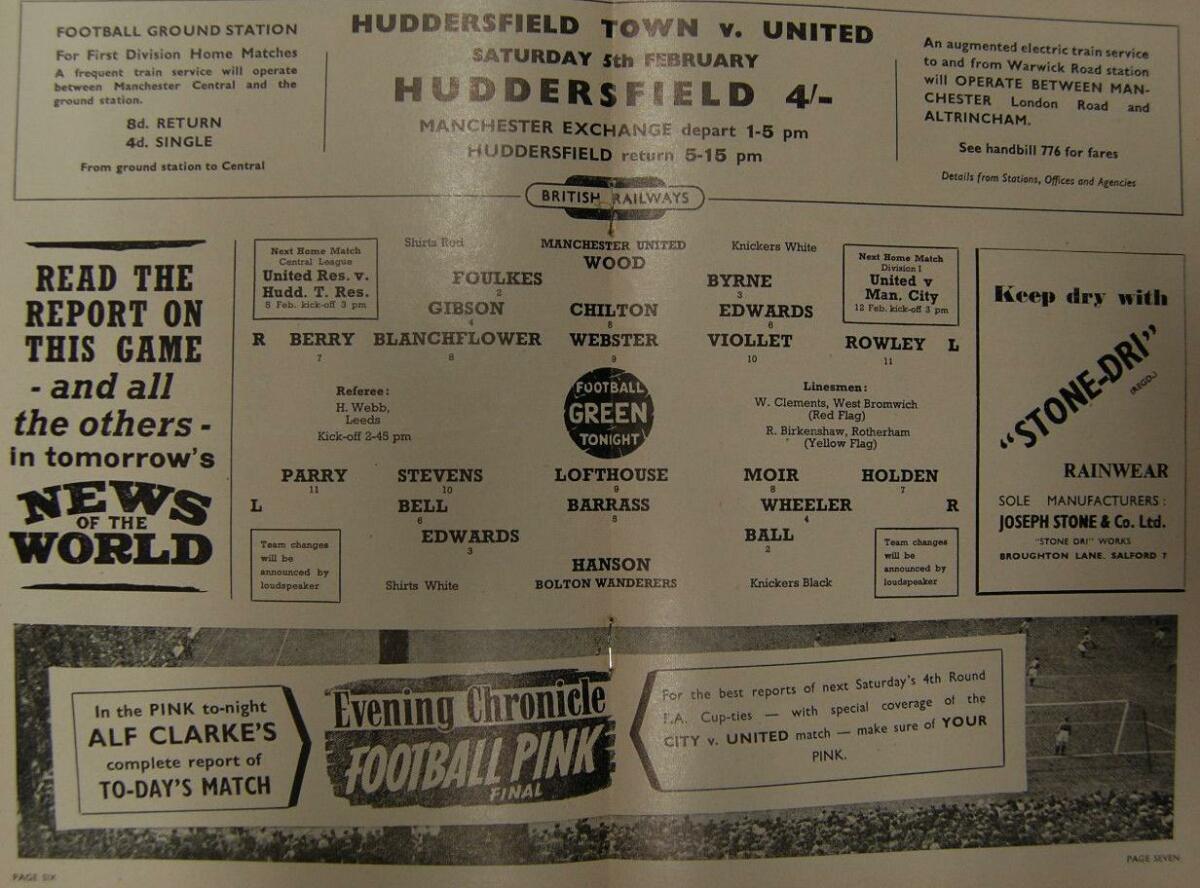 FOOTBALL GROUND STATION
For First Division Home Matches
A frequent train service will operate
between Manchester Central and the
ground station.
8d. RETURN
4d. SINGLE
From ground station to Central
HUDDERSFIELD TOWN v. UNITED
SATURDAY 5th FEBRUARY
HUDDERSFIELD 4/-
MANCHESTER EXCHANGE depart 1-5 pm
HUDDERSFIELD return 5-15 pm
An augmented electric train service
to and from Warwick Road station
will OPERATE BETWEEN MAN-
CHESTER London Road and
ALTRINCHAM.
See handbill 776 for fares
Details from Stations, Offices and Agencies
BRITISH RAILWAYS
READ THE
REPORT ON
THIS GAME
- and all
the others -
in tomorrow's
NEWS
OF THE
WORLD
Next Home Match
Central League
United Res. v.
Hudd. T. Res.
5 Feb. kick-off 3 pm
Shirts Red
MANCHESTER UNITED
Knickers White
WOOD
Next Home Match
Division I
United v
Man. City
12 Feb. kick-off 3 pm
FOULKES BYRNE
2 3
GIBSON CHILTON EDWARDS
4 5 6
R BERRY BLANCHFLOWER WEBSTER VIOLLET ROWLEY L
7 8 9 10 11
Referee:
H. Webb,
Leeds
Kick-off 2-45 pm
FOOTBALL
GREEN
TONIGHT
Linesmen:
W. Clements, West Bromwich
(Red Flag)
R. Birkenshaw, Rotherham
(Yellow Flag)
PARRY STEVENS LOFTHOUSE MOIR HOLDEN
11 10 9 8 7
L BELL BARRASS WHEELER R
6 5 4
EDWARDS BALL
3 2
HANSON
Shirts White
BOLTON WANDERERS
Knickers Black
Team changes
will be
announced by
loudspeaker
Team changes
will be
announced by
loudspeaker
Keep dry with
"STONE-DRI"
(REGD.)
RAINWEAR
SOLE MANUFACTURERS:
JOSEPH STONE & Co. Ltd.
"STONE DRI" WORKS
BROUGHTON LANE, SALFORD 7
In the PINK to-night
ALF CLARKE'S
complete report of
TO-DAY'S MATCH
Evening Chronicle
FOOTBALL PINK
FINAL
For the best reports of next Saturday's 4th Round
F.A. Cup-ties — with special coverage of the
CITY v. UNITED match — make sure of YOUR
PINK.
PAGE SIX
PAGE SEVEN